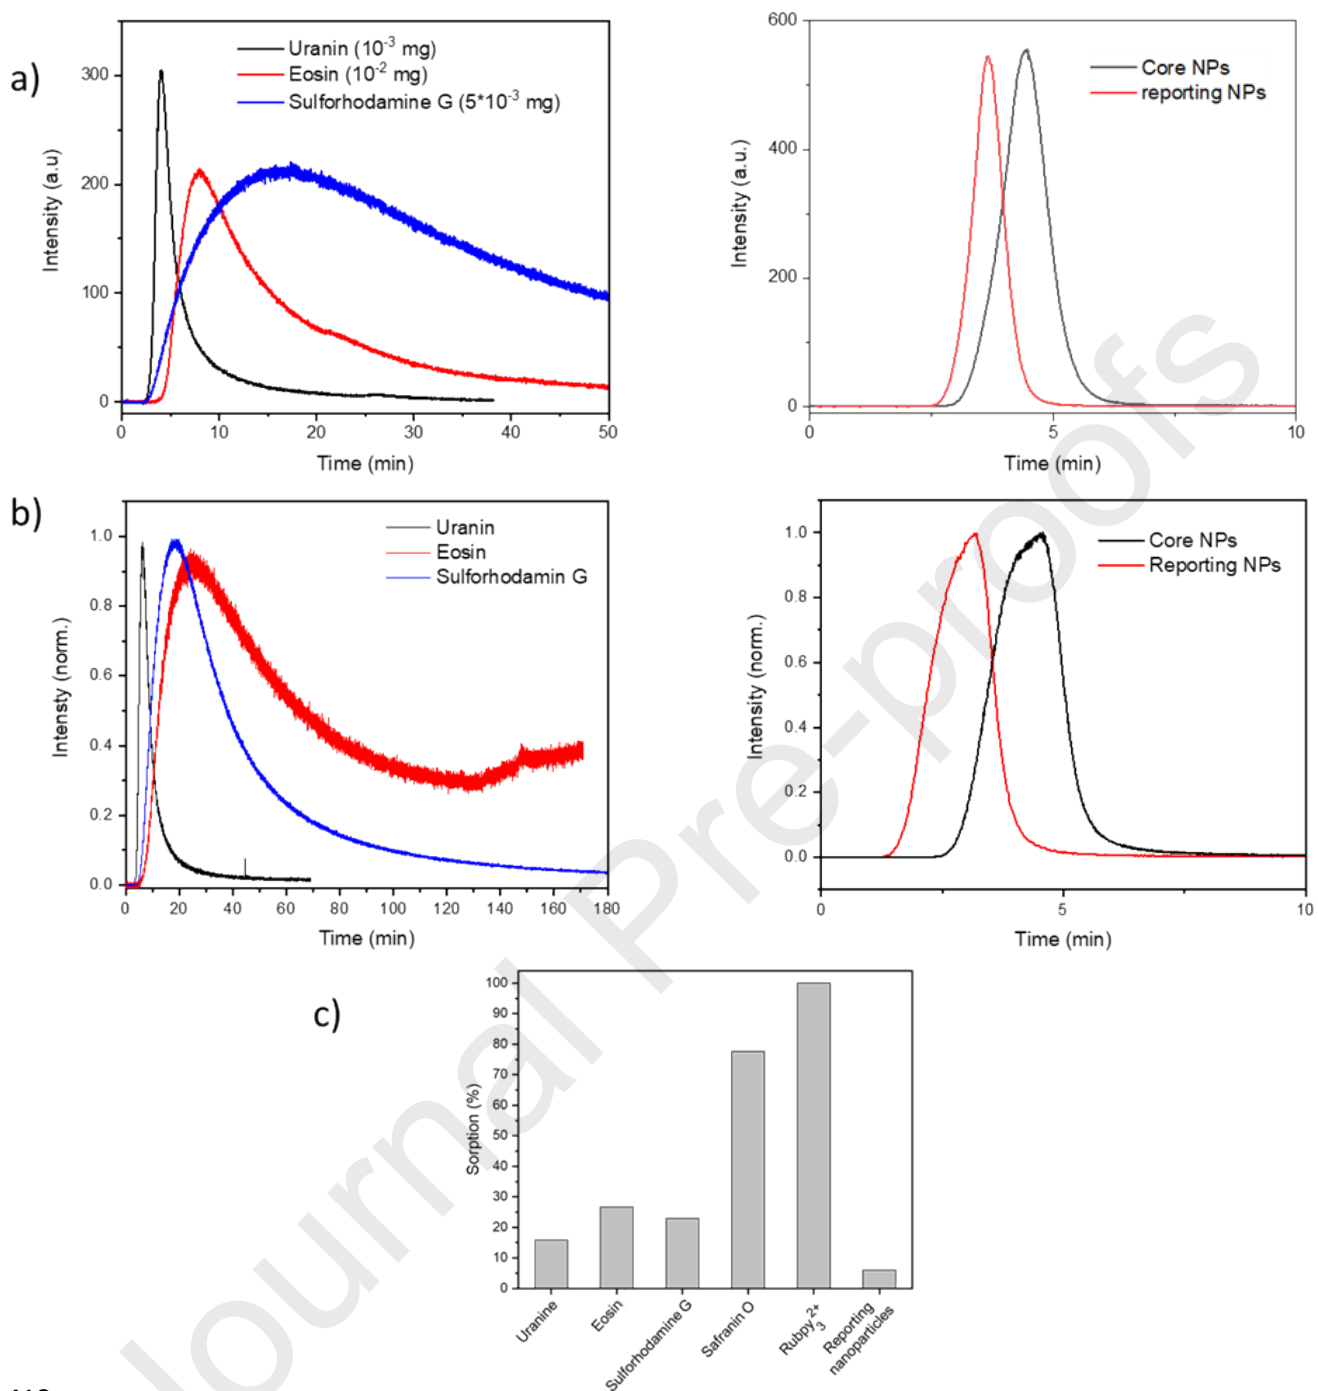 a)
Uranin (10⁻³ mg)
Eosin (10⁻² mg)
Sulforhodamine G (5*10⁻³ mg)
Intensity (a.u)
300
200
100
0
0 10 20 30 40 50
Time (min)
Core NPs
reporting NPs
Intensity (a.u.)
600
400
200
0
0 5 10
Time (min)
b)
Uranin
Eosin
Sulforhodamin G
Intensty (norm.)
1.0
0.8
0.6
0.4
0.2
0.0
0 20 40 60 80 100 120 140 160 180
Time (min)
Core NPs
Reporting NPs
Intensity (norm.)
1.0
0.8
0.6
0.4
0.2
0.0
0 5 10
Time (min)
c)
Sorption (%)
100
90
80
70
60
50
40
30
20
10
0
Uranine
Eosin
Sulforhodamine G
Safranin O
Rubpy₃²⁺
Reporting
nanoparticles
Journal Pre-proofs